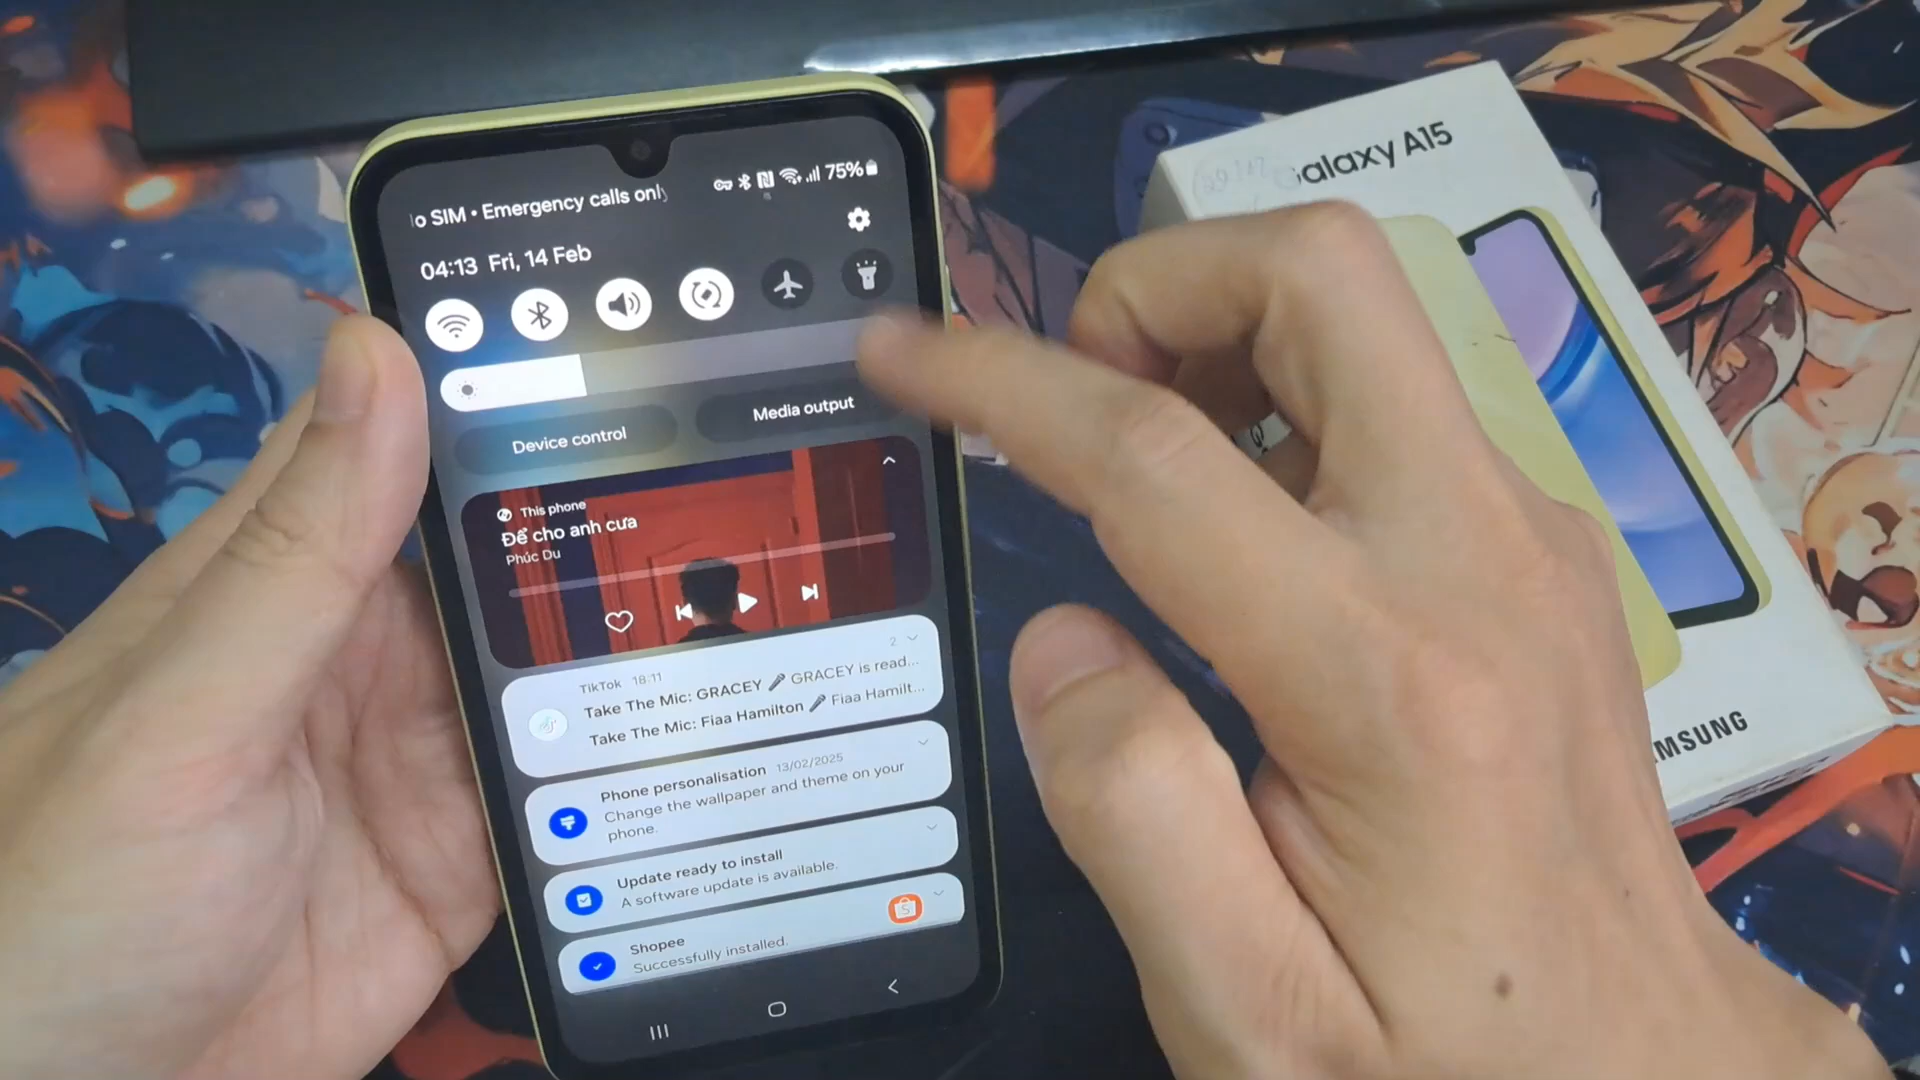 o SIM • Emergency calls only
75%
04:13 Fri, 14 Feb
Device control
Media output
This phone
Để cho anh cưa
Phúc Du
TikTok 18:11
2
Take The Mic: GRACEY 🎤 GRACEY is read...
Take The Mic: Fiaa Hamilton 🎤 Fiaa Hamilt...
Phone personalisation 13/02/2025
Change the wallpaper and theme on your
phone.
Update ready to install
A software update is available.
Shopee
Successfully installed.
Galaxy A15
MSUNG